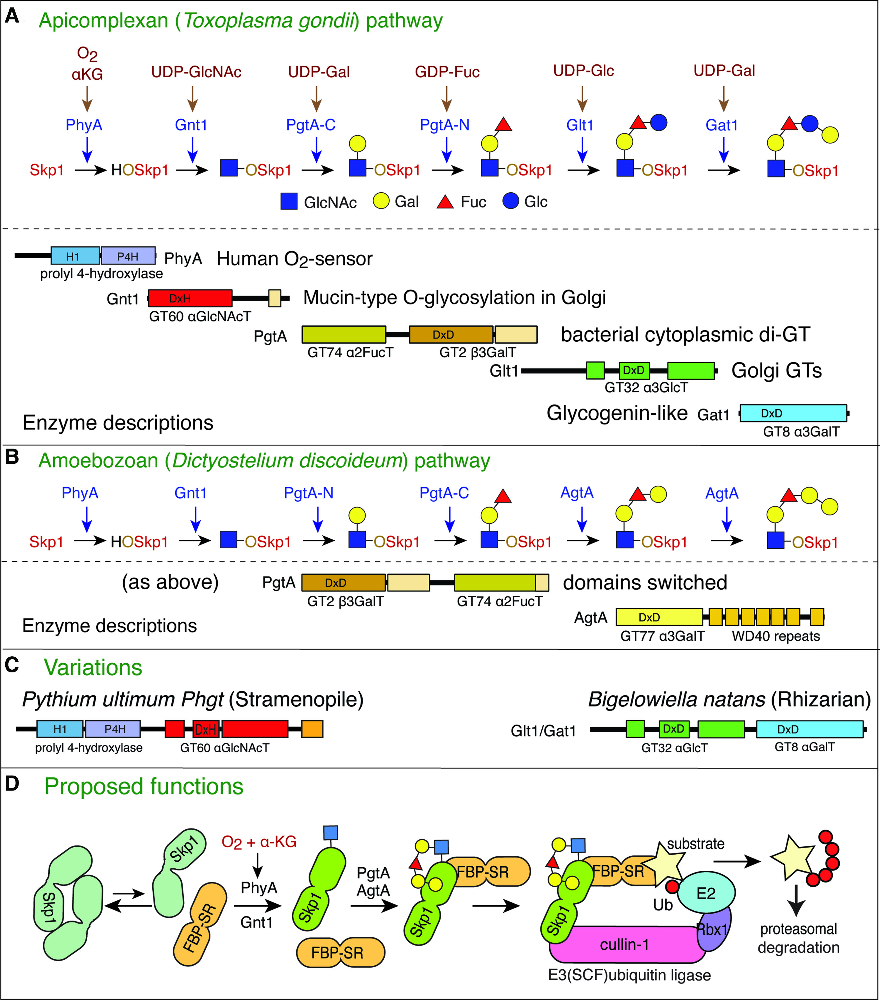 A Apicomplexan (Toxoplasma gondii) pathway
O2
αKG UDP-GlcNAc UDP-Gal GDP-Fuc UDP-Glc UDP-Gal
PhyA Gnt1 PgtA-C PgtA-N Glt1 Gat1
Skp1 HOSkp1 OSkp1 OSkp1 OSkp1 OSkp1 OSkp1
GlcNAc Gal Fuc Glc
H1 P4H PhyA Human O2-sensor
prolyl 4-hydroxylase
Gnt1 DxH Mucin-type O-glycosylation in Golgi
GT60 αGlcNAcT
PgtA DxD bacterial cytoplasmic di-GT
GT74 α2FucT GT2 β3GalT
Glt1 DxD Golgi GTs
GT32 α3GlcT
Glycogenin-like Gat1 DxD
Enzyme descriptions GT8 α3GalT
B Amoebozoan (Dictyostelium discoideum) pathway
PhyA Gnt1 PgtA-N PgtA-C AgtA AgtA
Skp1 HOSkp1 OSkp1 OSkp1 OSkp1 OSkp1 OSkp1
(as above) PgtA DxD domains switched
GT2 β3GalT GT74 α2FucT
Enzyme descriptions AgtA DxD
GT77 α3GalT WD40 repeats
C Variations
Pythium ultimum Phgt (Stramenopile) Bigelowiella natans (Rhizarian)
H1 P4H DxH Glt1/Gat1 DxD DxD
prolyl 4-hydroxylase GT60 αGlcNAcT GT32 αGlcT GT8 αGalT
D Proposed functions
Skp1
Skp1
FBP-SR
O2 + α-KG
PhyA
Gnt1
Skp1
FBP-SR
PgtA
AgtA
FBP-SR
Skp1
substrate
FBP-SR
Skp1
Ub
E2
Rbx1
cullin-1
E3(SCF)ubiquitin ligase
proteasomal
degradation